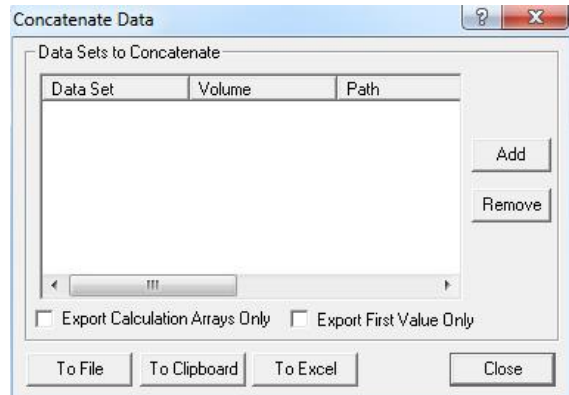 Concatenate Data
Data Sets to Concatenate
Data Set Volume Path
Add
Remove
Export Calculation Arrays Only Export First Value Only
To File To Clipboard To Excel Close